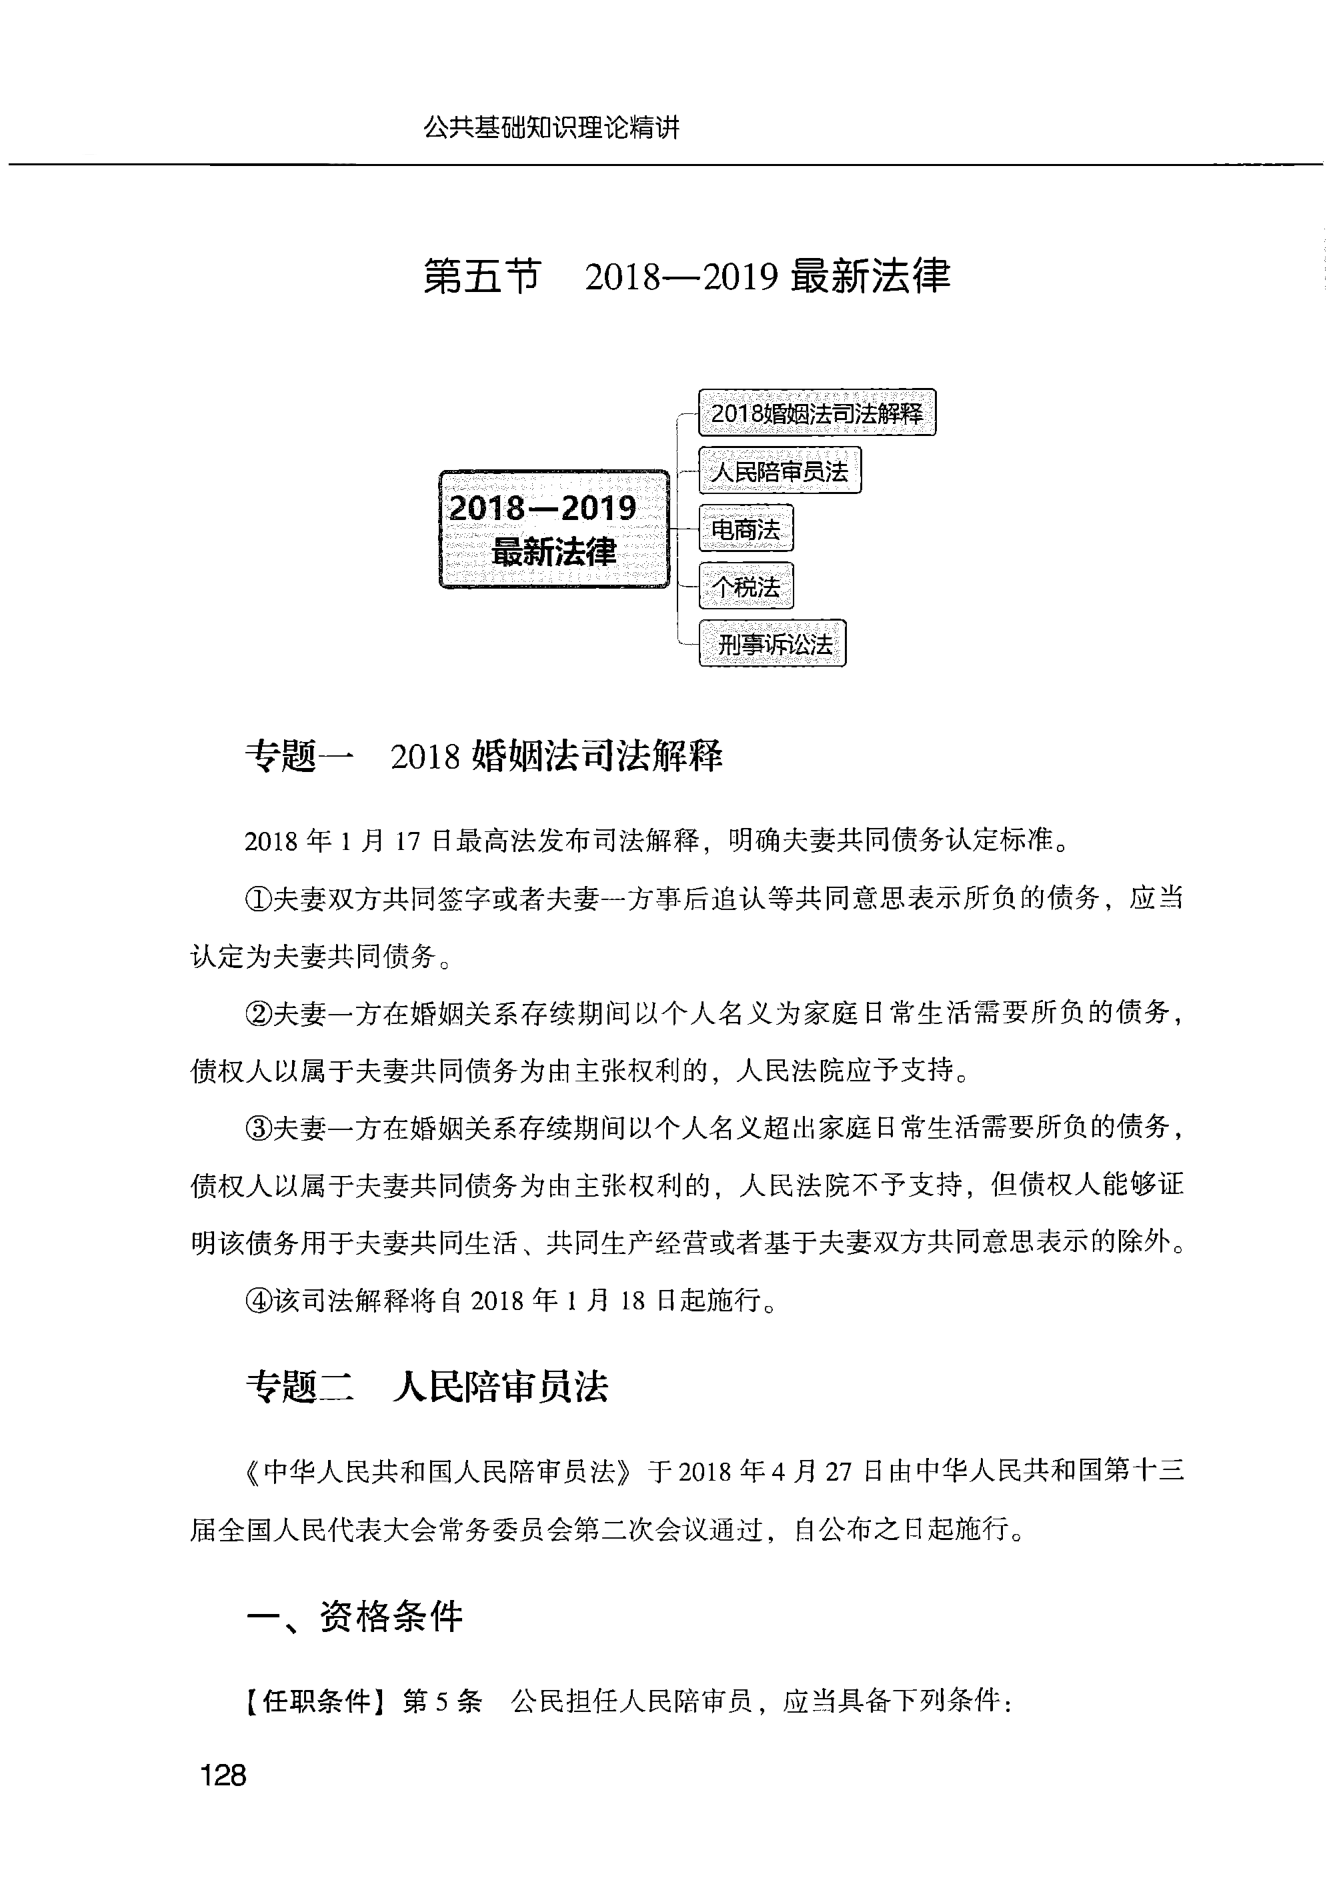 公共基础知识理论精讲
第五节　2018—2019 最新法律
2018—2019
最新法律
2018婚姻法司法解释
人民陪审员法
电商法
个税法
刑事诉讼法
专题一　2018 婚姻法司法解释
2018 年 1 月 17 日最高法发布司法解释，明确夫妻共同债务认定标准。
①夫妻双方共同签字或者夫妻一方事后追认等共同意思表示所负的债务，应当
认定为夫妻共同债务。
②夫妻一方在婚姻关系存续期间以个人名义为家庭日常生活需要所负的债务，
债权人以属于夫妻共同债务为由主张权利的，人民法院应予支持。
③夫妻一方在婚姻关系存续期间以个人名义超出家庭日常生活需要所负的债务，
债权人以属于夫妻共同债务为由主张权利的，人民法院不予支持，但债权人能够证
明该债务用于夫妻共同生活、共同生产经营或者基于夫妻双方共同意思表示的除外。
④该司法解释将自 2018 年 1 月 18 日起施行。
专题二　人民陪审员法
《中华人民共和国人民陪审员法》于 2018 年 4 月 27 日由中华人民共和国第十三
届全国人民代表大会常务委员会第二次会议通过，自公布之日起施行。
一、资格条件
【任职条件】第 5 条　公民担任人民陪审员，应当具备下列条件：
128